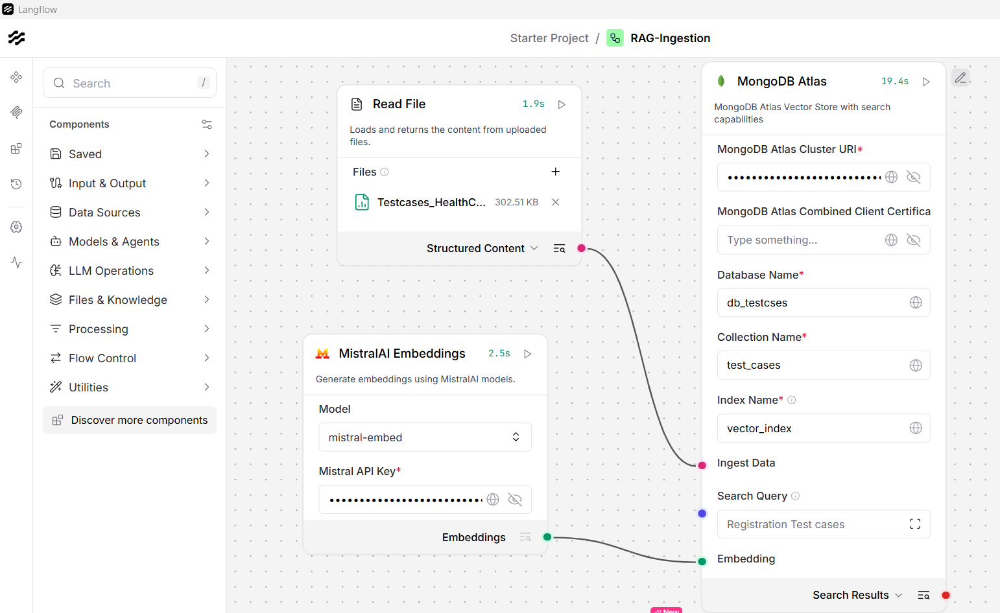 Langflow
Starter Project / RAG-Ingestion
Search /
Components
Saved
Input & Output
Data Sources
Models & Agents
LLM Operations
Files & Knowledge
Processing
Flow Control
Utilities
Discover more components
Read File 1.9s
Loads and returns the content from uploaded
files.
Files
Testcases_HealthC... 302.51 KB
Structured Content
MistralAI Embeddings 2.5s
Generate embeddings using MistralAI models.
Model
mistral-embed
Mistral API Key*
Embeddings
MongoDB Atlas 19.4s
MongoDB Atlas Vector Store with search
capabilities
MongoDB Atlas Cluster URI*
MongoDB Atlas Combined Client Certifica
Type something...
Database Name*
db_testcses
Collection Name*
test_cases
Index Name*
vector_index
Ingest Data
Search Query
Registration Test cases
Embedding
Search Results
New